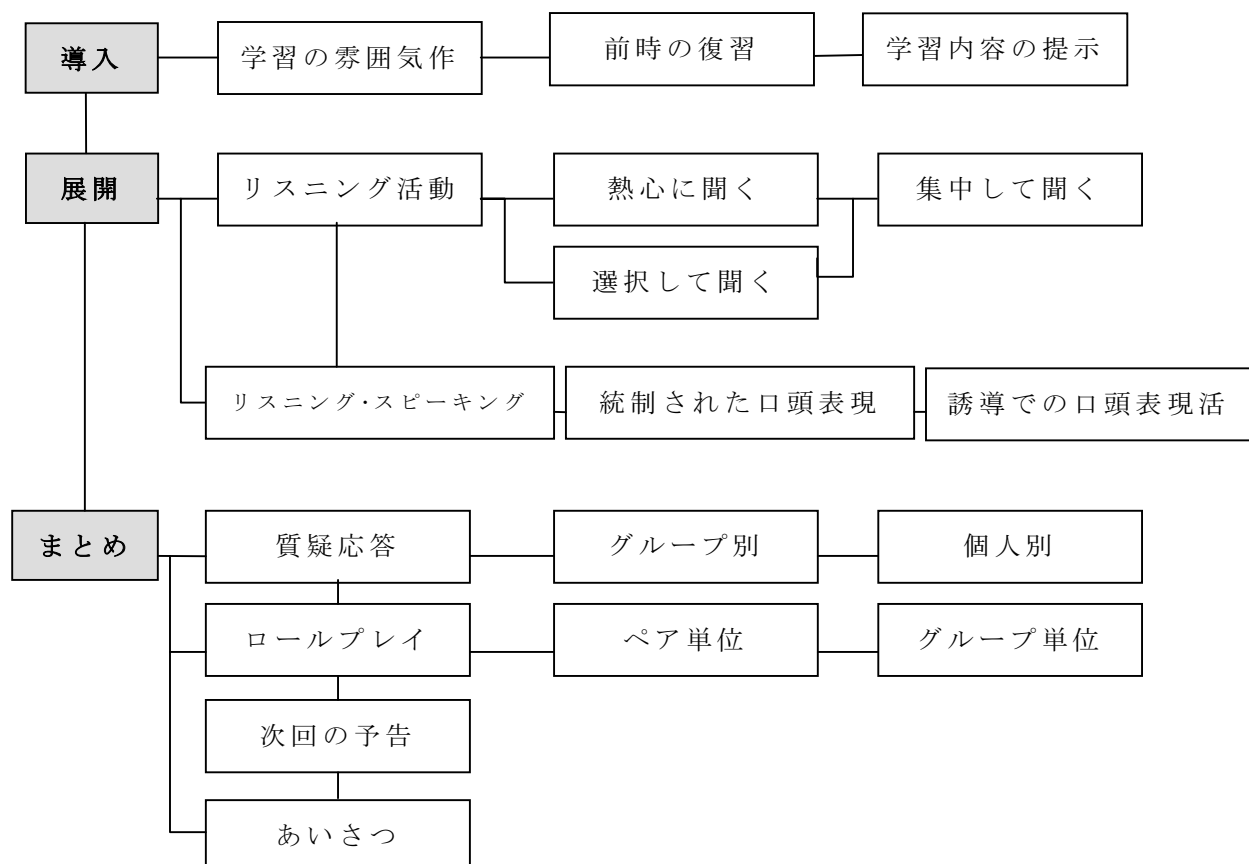 導入
学習の雰囲気作
前時の復習
学習内容の提示
展開
リスニング活動
熱心に聞く
集中して聞く
選択して聞く
リスニング・スピーキング
統制された口頭表現
誘導での口頭表現活
まとめ
質疑応答
グループ別
個人別
ロールプレイ
ペア単位
グループ単位
次回の予告
あいさつ